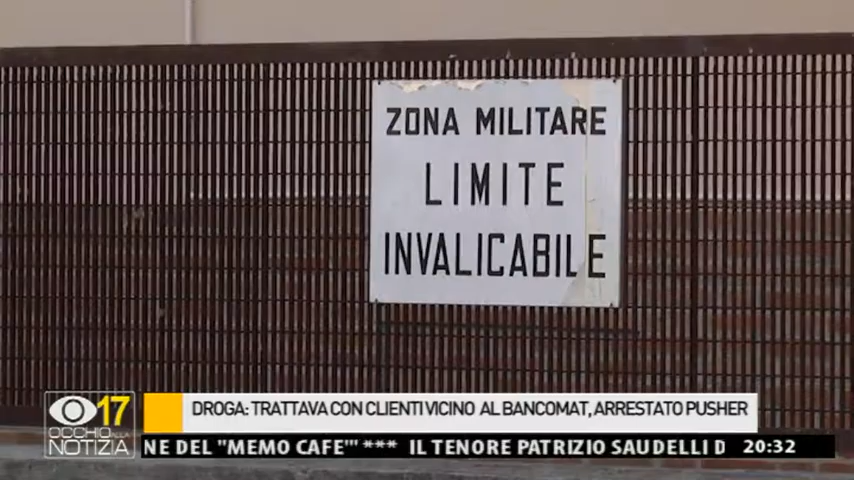 ZONA MILITARE
LIMITE
INVALICABILE
17
OCCHIO ALLA
NOTIZIA
DROGA: TRATTAVA CON CLIENTI VICINO AL BANCOMAT, ARRESTATO PUSHER
NE DEL "MEMO CAFE'" *** IL TENORE PATRIZIO SAUDELLI D
20:32